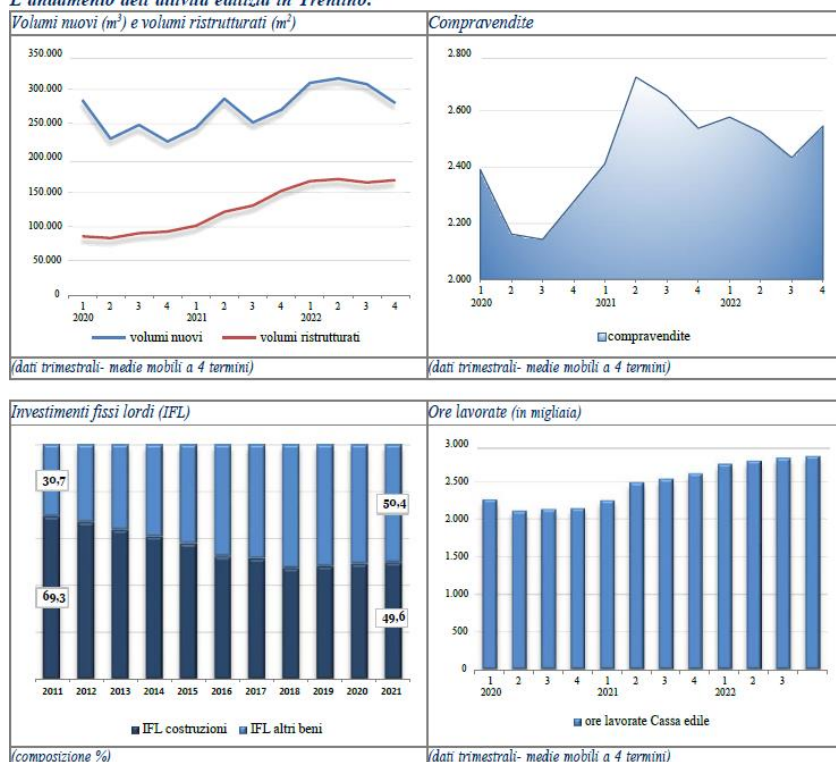 L'andamento dell'attività edilizia in Trentino.
Volumi nuovi (m³) e volumi ristrutturati (m²)
350.000
300.000
250.000
200.000
150.000
100.000
50.000
0
1 2 3 4 1 2 3 4 1 2 3 4
2020 2021 2022
volumi nuovi volumi ristrutturati
(dati trimestrali- medie mobili a 4 termini)
Compravendite
2.800
2.600
2.400
2.200
2.000
1 2 3 4 1 2 3 4 1 2 3 4
2020 2021 2022
compravendite
(dati trimestrali- medie mobili a 4 termini)
Investimenti fissi lordi (IFL)
30,7
50,4
69,3
49,6
2011 2012 2013 2014 2015 2016 2017 2018 2019 2020 2021
IFL costruzioni IFL altri beni
(composizione %)
Ore lavorate (in migliaia)
3.000
2.500
2.000
1.500
1.000
500
0
1 2 3 4 1 2 3 4 1 2 3
2020 2021 2022
ore lavorate Cassa edile
(dati trimestrali- medie mobili a 4 termini)